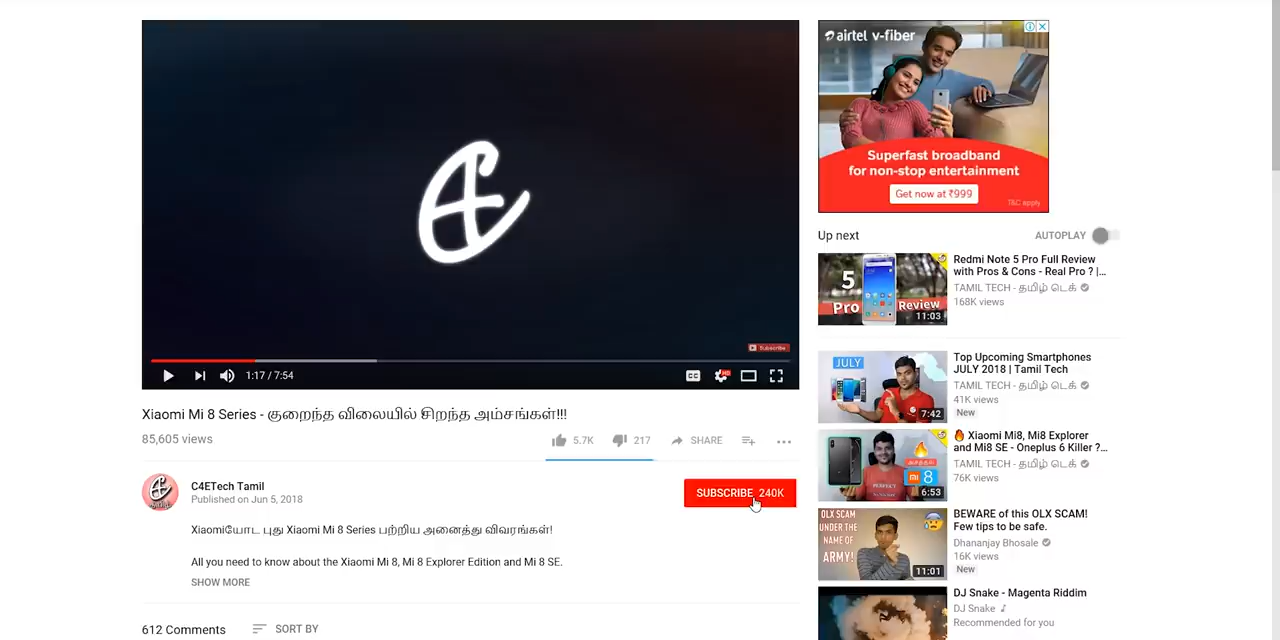 airtel v-fiber
Superfast broadband
for non-stop entertainment
Get now at ₹999
T&C apply
Subscribe
1:17 / 7:54
CC
HD
Xiaomi Mi 8 Series - குறைந்த விலையில் சிறந்த அம்சங்கள்!!!
85,605 views
5.7K
217
SHARE
C4ETech Tamil
Published on Jun 5, 2018
SUBSCRIBE 240K
Xiaomiயோட புது Xiaomi Mi 8 Series பற்றிய அனைத்து விவரங்கள்!
All you need to know about the Xiaomi Mi 8, Mi 8 Explorer Edition and Mi 8 SE.
SHOW MORE
612 Comments
SORT BY
Up next
AUTOPLAY
5
Pro Review
11:03
Redmi Note 5 Pro Full Review
with Pros & Cons - Real Pro ? |...
TAMIL TECH - தமிழ் டெக்
168K views
JULY
7:42
Top Upcoming Smartphones
JULY 2018 | Tamil Tech
TAMIL TECH - தமிழ் டெக்
41K views
New
PERFECT
mi 8
6:53
🔥 Xiaomi Mi8, Mi8 Explorer
and Mi8 SE - Oneplus 6 Killer ?...
TAMIL TECH - தமிழ் டெக்
76K views
OLX SCAM
UNDER THE
NAME OF
ARMY!
11:01
BEWARE of this OLX SCAM!
Few tips to be safe.
Dhananjay Bhosale
16K views
New
DJ Snake - Magenta Riddim
DJ Snake
Recommended for you